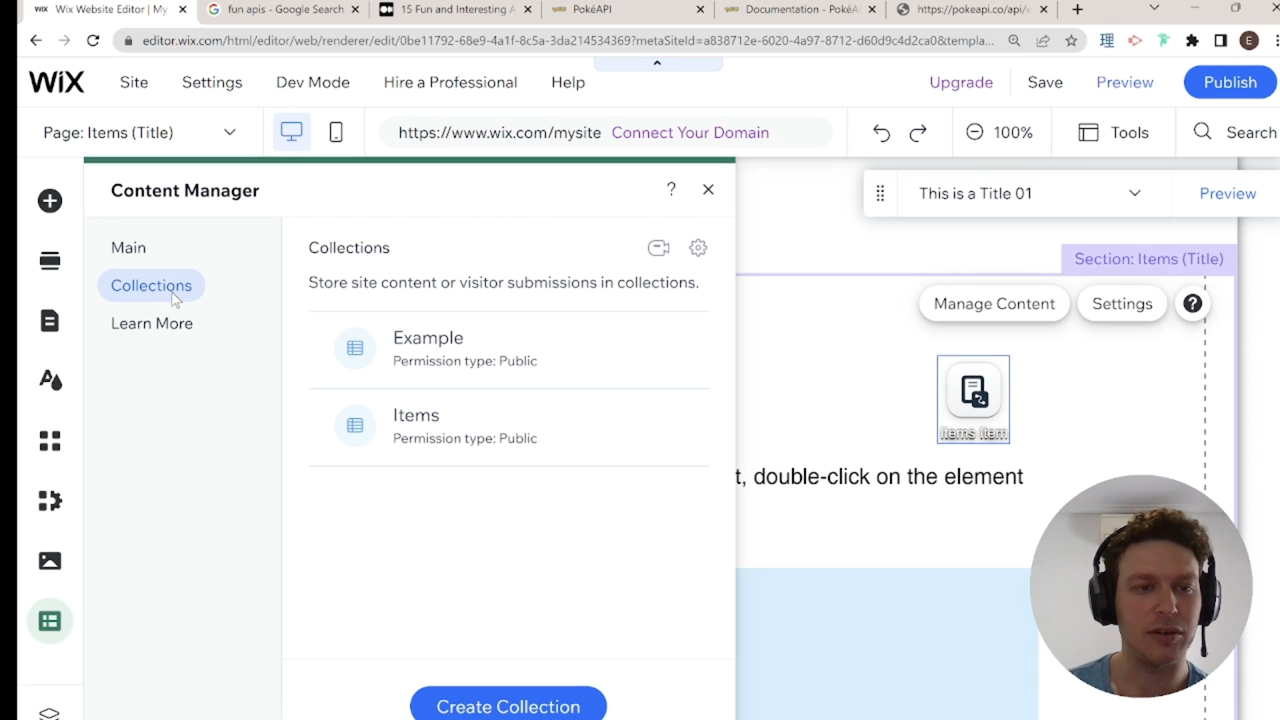 WiX Wix Website Editor | My
fun apis - Google Search
15 Fun and Interesting A
PokéAPI
Documentation - PokéA
https://pokeapi.co/api/v
editor.wix.com/html/editor/web/renderer/edit/0be11792-68e9-4a1f-8c5a-3da214534369?metaSiteId=a838712e-6020-4a97-8712-d60d9c4d2ca0&templa...
理
E
WiX
Site
Settings
Dev Mode
Hire a Professional
Help
Upgrade
Save
Preview
Publish
Page: Items (Title)
https://www.wix.com/mysite Connect Your Domain
100%
Tools
Search
Content Manager
?
Main
Collections
Learn More
Collections
Store site content or visitor submissions in collections.
Example
Permission type: Public
Items
Permission type: Public
Create Collection
This is a Title 01
Preview
Section: Items (Title)
Manage Content
Settings
?
Items Item
t, double-click on the element